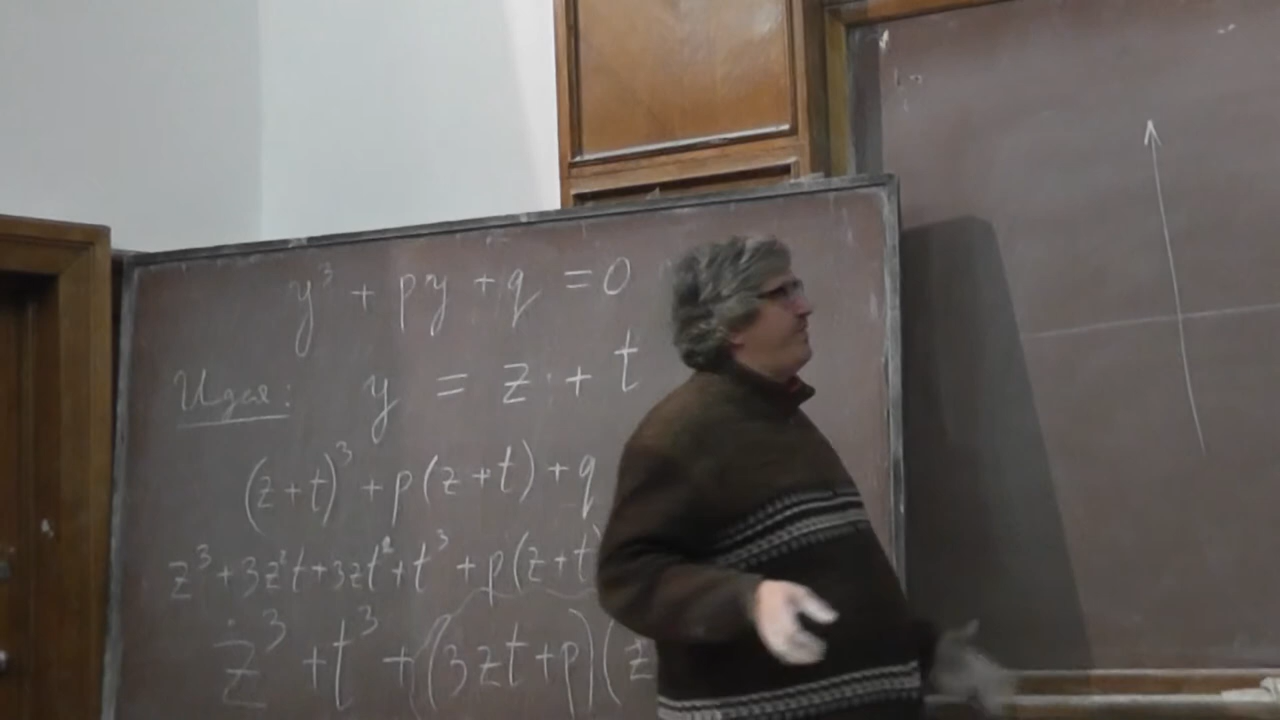 y³ + py + q = 0
Идея: y = z + t
(z+t)³ + p(z+t) + q
z³ + 3z²t + 3zt² + t³ + p(z+t)
z³ + t³ + (3zt + p)(z